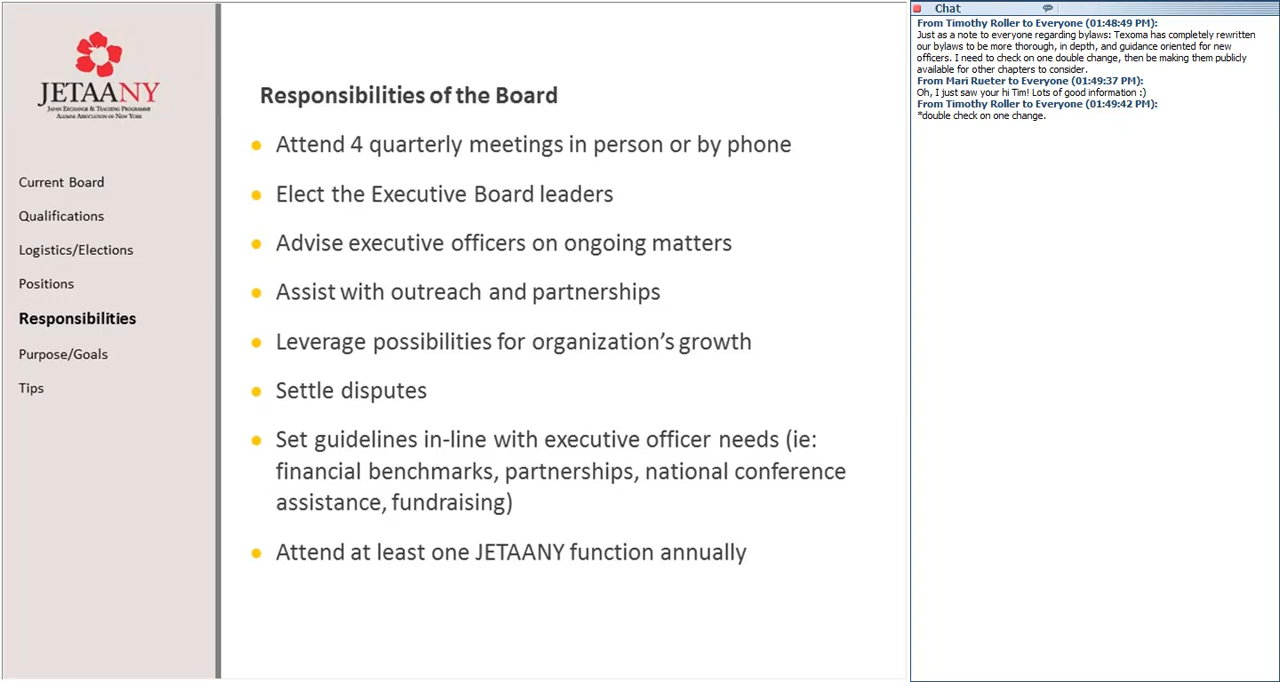 JETAANY
JAPAN EXCHANGE & TEACHING PROGRAMME
ALUMNI ASSOCIATION OF NEW YORK
Current Board
Qualifications
Logistics/Elections
Positions
Responsibilities
Purpose/Goals
Tips
Responsibilities of the Board
Attend 4 quarterly meetings in person or by phone
Elect the Executive Board leaders
Advise executive officers on ongoing matters
Assist with outreach and partnerships
Leverage possibilities for organization's growth
Settle disputes
Set guidelines in-line with executive officer needs (ie:
financial benchmarks, partnerships, national conference
assistance, fundraising)
Attend at least one JETAANY function annually
Chat
From Timothy Roller to Everyone (01:48:49 PM):
Just as a note to everyone regarding bylaws: Texoma has completely rewritten
our bylaws to be more thorough, in depth, and guidance oriented for new
officers. I need to check on one double change, then be making them publicly
available for other chapters to consider.
From Mari Rueter to Everyone (01:49:37 PM):
Oh, I just saw your hi Tim! Lots of good information :)
From Timothy Roller to Everyone (01:49:42 PM):
*double check on one change.